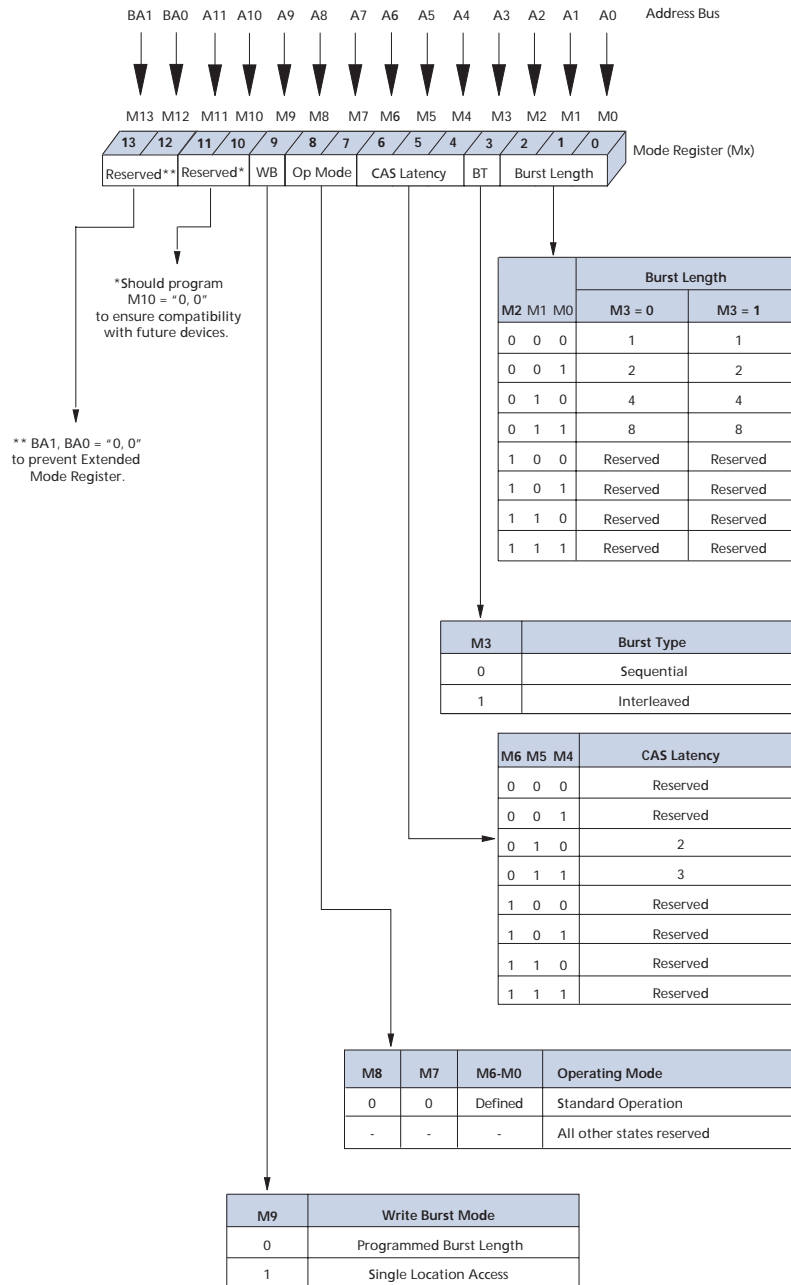 BA1 BA0 A11 A10 A9 A8 A7 A6 A5 A4 A3 A2 A1 A0 Address Bus
M13 M12 M11 M10 M9 M8 M7 M6 M5 M4 M3 M2 M1 M0
13 12 11 10 9 8 7 6 5 4 3 2 1 0 Mode Register (Mx)
Reserved** Reserved* WB Op Mode CAS Latency BT Burst Length
*Should program
M10 = "0, 0"
to ensure compatibility
with future devices.
** BA1, BA0 = "0, 0"
to prevent Extended
Mode Register.
Burst Length
M2 M1 M0 M3 = 0 M3 = 1
0 0 0 1 1
0 0 1 2 2
0 1 0 4 4
0 1 1 8 8
1 0 0 Reserved Reserved
1 0 1 Reserved Reserved
1 1 0 Reserved Reserved
1 1 1 Reserved Reserved
M3 Burst Type
0 Sequential
1 Interleaved
M6 M5 M4 CAS Latency
0 0 0 Reserved
0 0 1 Reserved
0 1 0 2
0 1 1 3
1 0 0 Reserved
1 0 1 Reserved
1 1 0 Reserved
1 1 1 Reserved
M8 M7 M6-M0 Operating Mode
0 0 Defined Standard Operation
- - - All other states reserved
M9 Write Burst Mode
0 Programmed Burst Length
1 Single Location Access